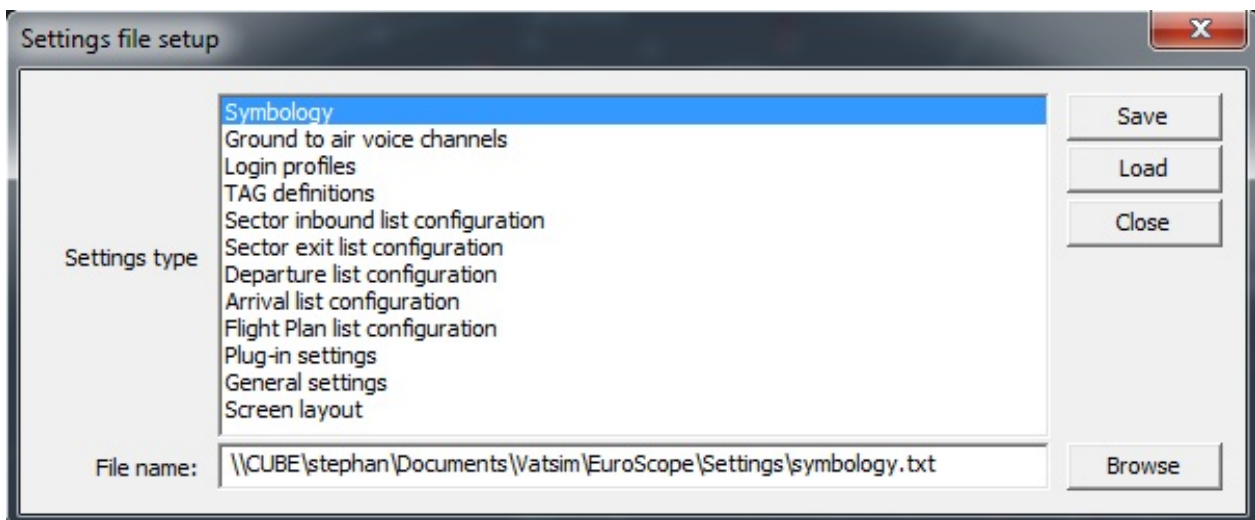 Settings file setup
Settings type
Symbology
Ground to air voice channels
Login profiles
TAG definitions
Sector inbound list configuration
Sector exit list configuration
Departure list configuration
Arrival list configuration
Flight Plan list configuration
Plug-in settings
General settings
Screen layout
Save
Load
Close
File name:
\\CUBE\stephan\Documents\Vatsim\EuroScope\Settings\symbology.txt
Browse